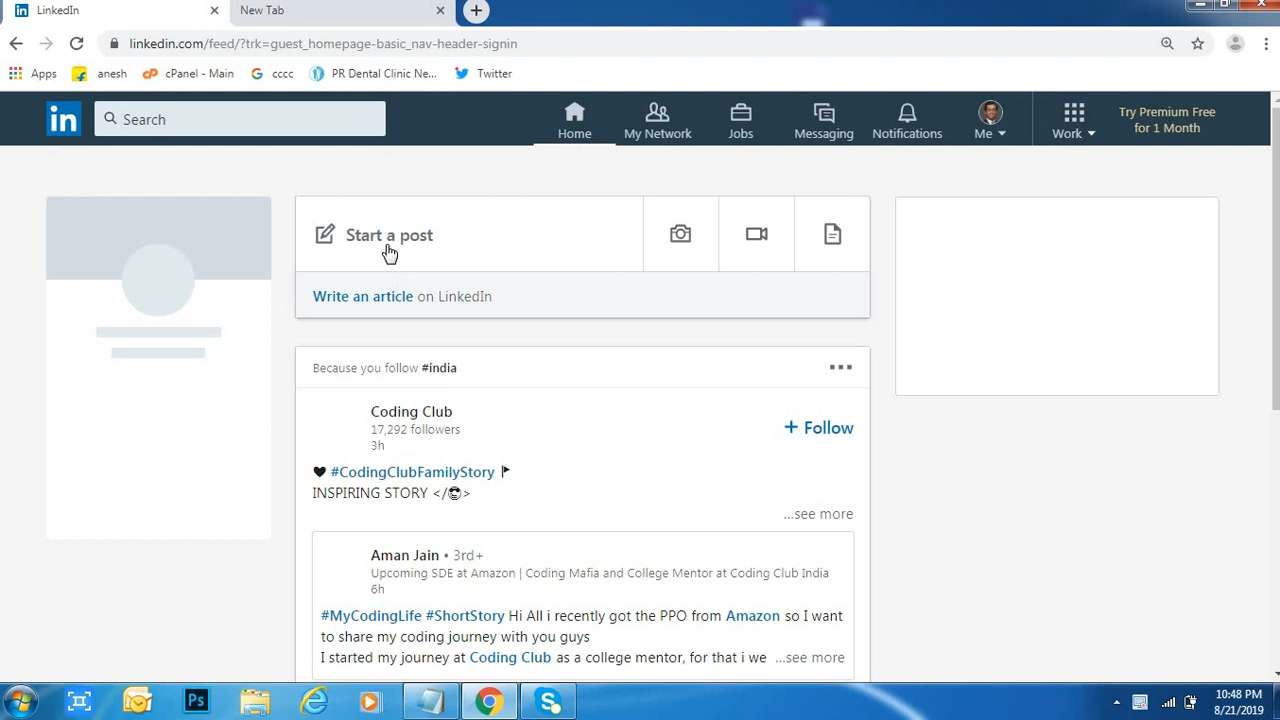 LinkedIn
New Tab
linkedin.com/feed/?trk=guest_homepage-basic_nav-header-signin
Apps anesh cPanel - Main cccc PR Dental Clinic Ne... Twitter
in Search
Home My Network Jobs Messaging Notifications Me Work
Try Premium Free
for 1 Month
Start a post
Write an article on LinkedIn
Because you follow #india
Coding Club
17,292 followers
3h
+ Follow
#CodingClubFamilyStory
INSPIRING STORY </😎>
...see more
Aman Jain • 3rd+
Upcoming SDE at Amazon | Coding Mafia and College Mentor at Coding Club India
6h
#MyCodingLife #ShortStory Hi All i recently got the PPO from Amazon so I want
to share my coding journey with you guys
I started my journey at Coding Club as a college mentor, for that i we ...see more
Ps
10:48 PM
8/21/2019